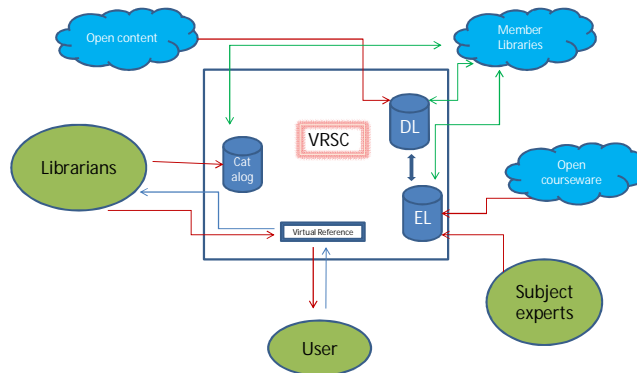 Open content
Member
Libraries
VRSC
DL
Librarians
Cat
alog
Open
courseware
EL
Virtual Reference
Subject
experts
User